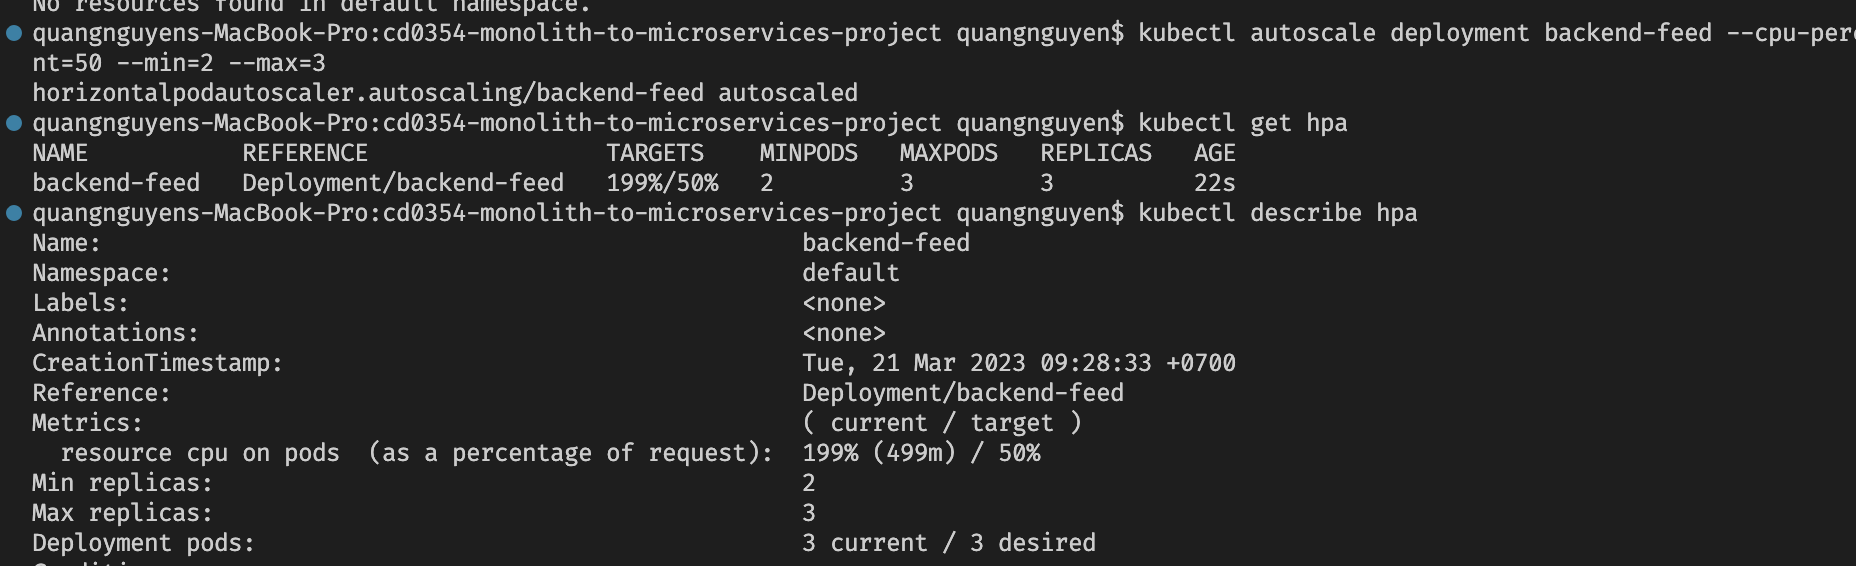 No resources found in default namespace.
quangnguyens-MacBook-Pro:cd0354-monolith-to-microservices-project quangnguyen$ kubectl autoscale deployment backend-feed --cpu-perce
nt=50 --min=2 --max=3
horizontalpodautoscaler.autoscaling/backend-feed autoscaled
quangnguyens-MacBook-Pro:cd0354-monolith-to-microservices-project quangnguyen$ kubectl get hpa
NAME REFERENCE TARGETS MINPODS MAXPODS REPLICAS AGE
backend-feed Deployment/backend-feed 199%/50% 2 3 3 22s
quangnguyens-MacBook-Pro:cd0354-monolith-to-microservices-project quangnguyen$ kubectl describe hpa
Name: backend-feed
Namespace: default
Labels: <none>
Annotations: <none>
CreationTimestamp: Tue, 21 Mar 2023 09:28:33 +0700
Reference: Deployment/backend-feed
Metrics: ( current / target )
resource cpu on pods (as a percentage of request): 199% (499m) / 50%
Min replicas: 2
Max replicas: 3
Deployment pods: 3 current / 3 desired